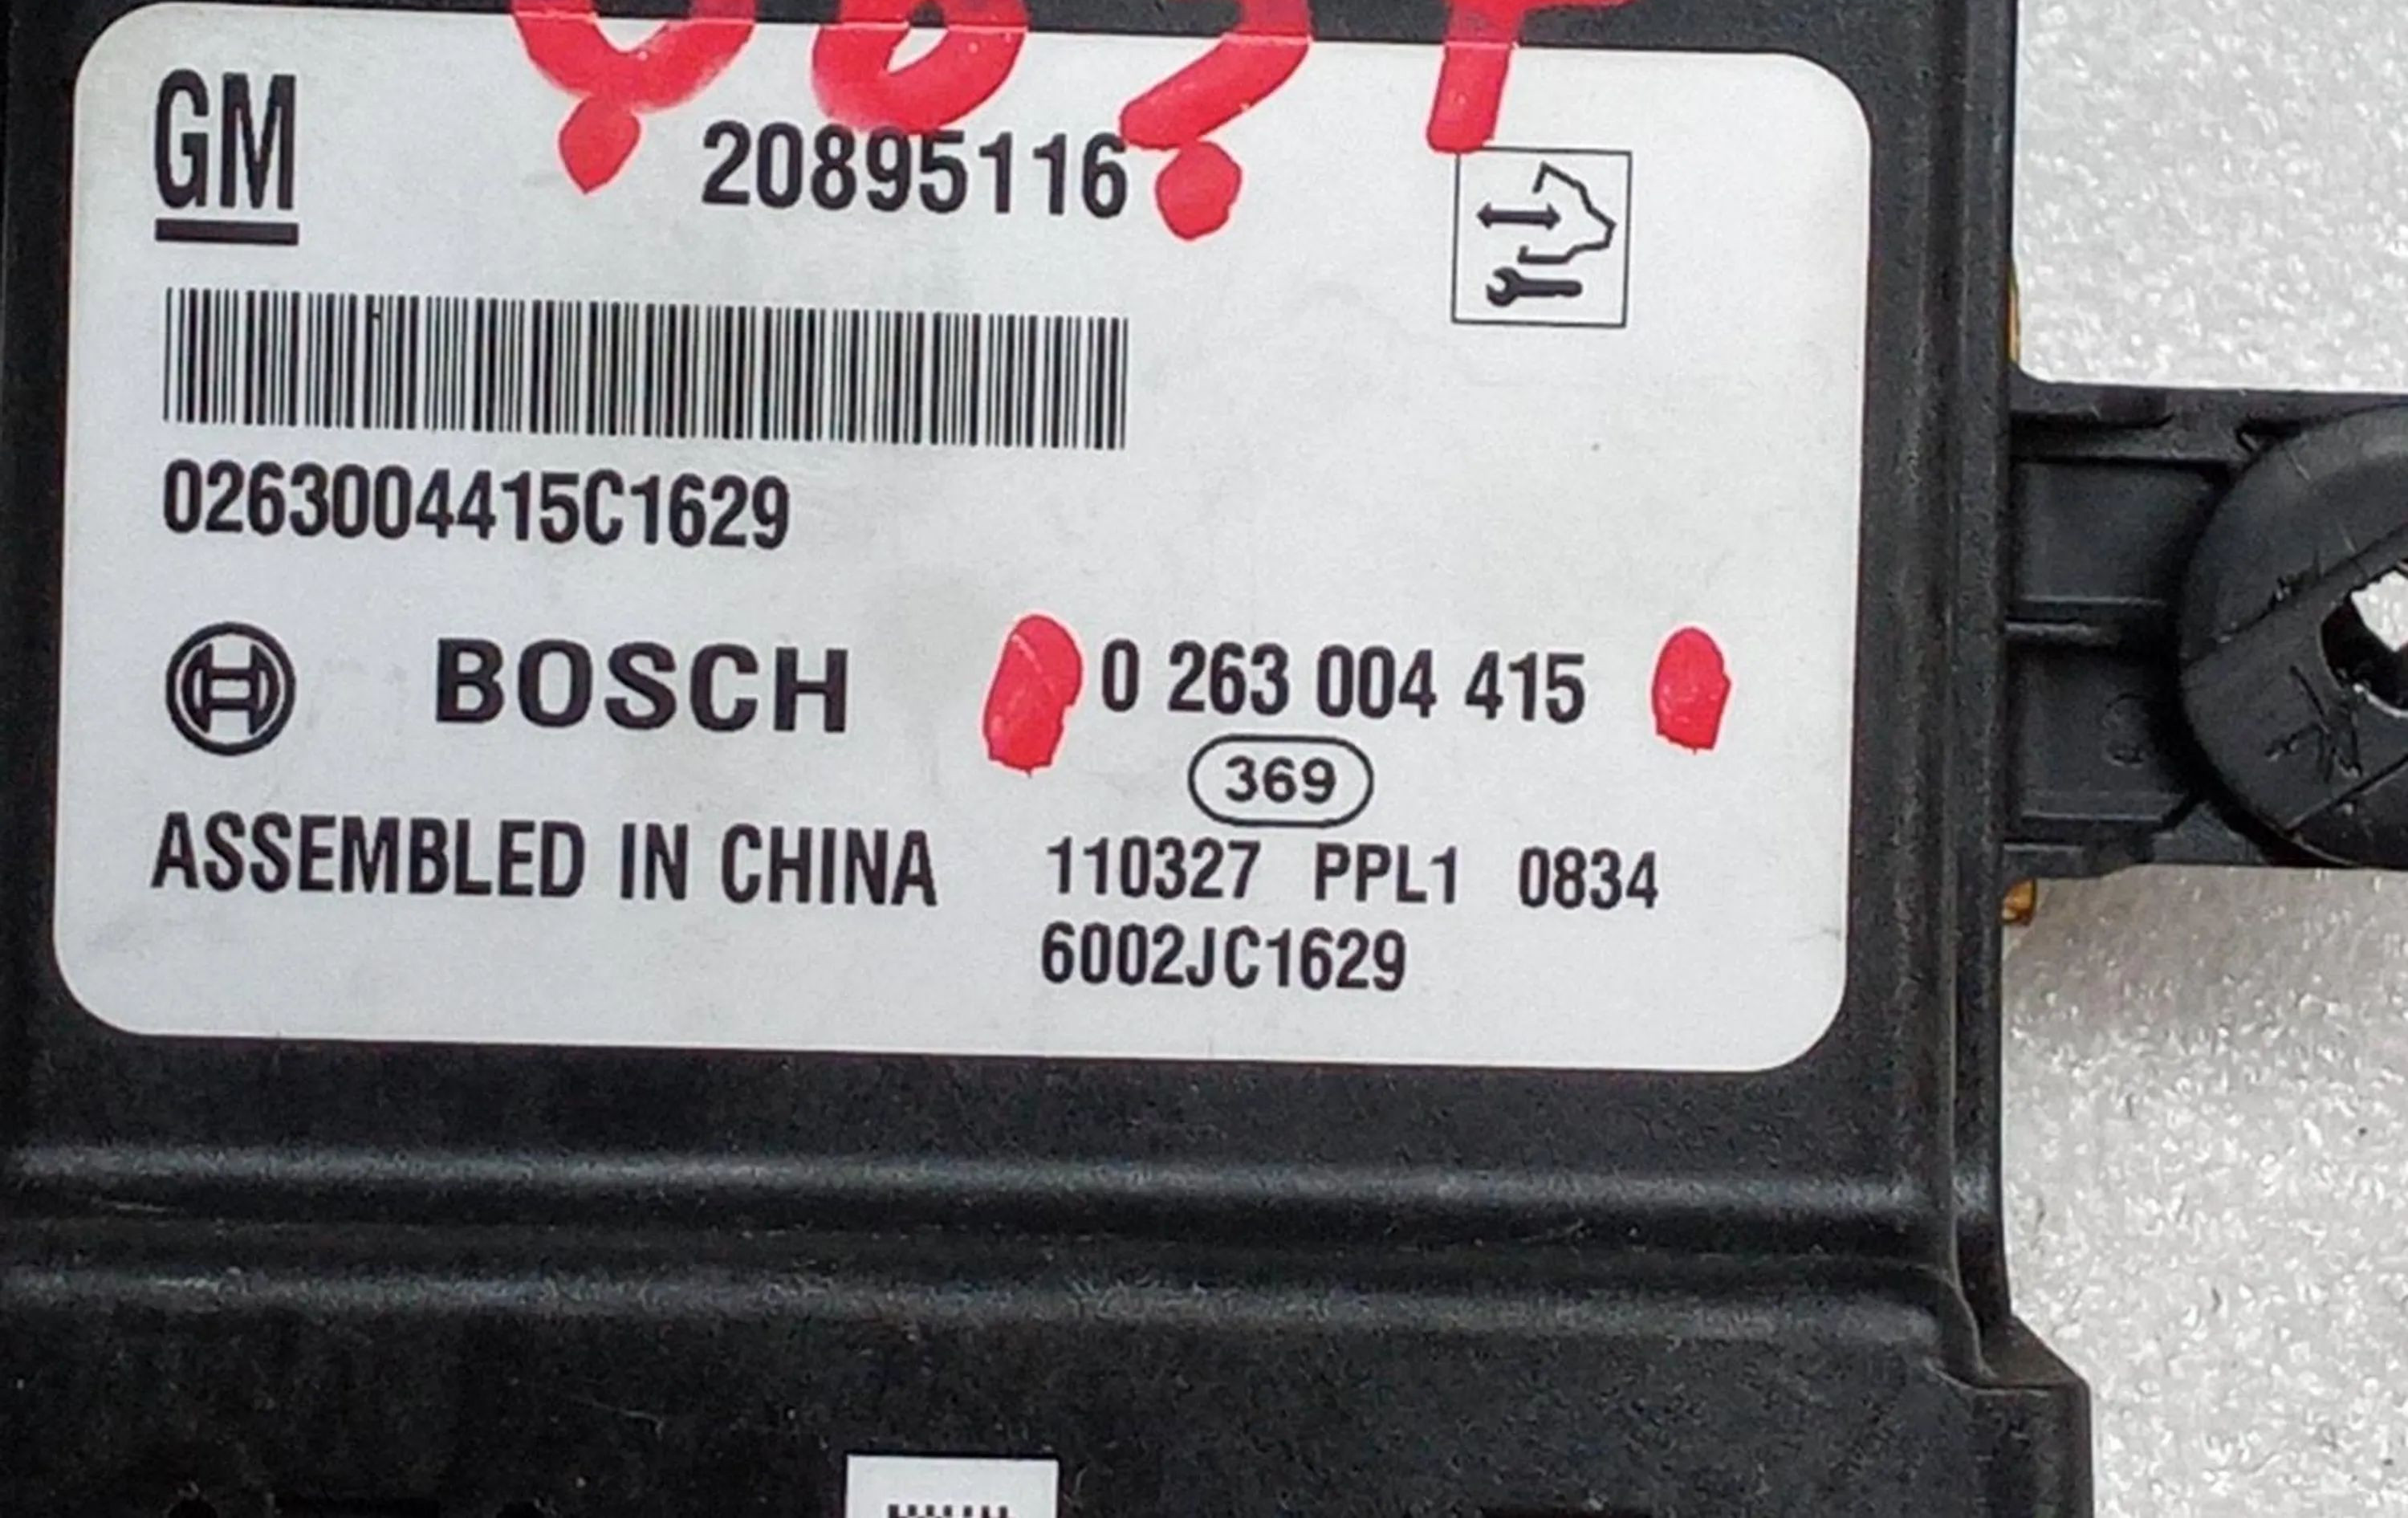 GM
20895116
0263004415C1629
BOSCH 0 263 004 415
369
ASSEMBLED IN CHINA 110327 PPL1 0834
6002JC1629